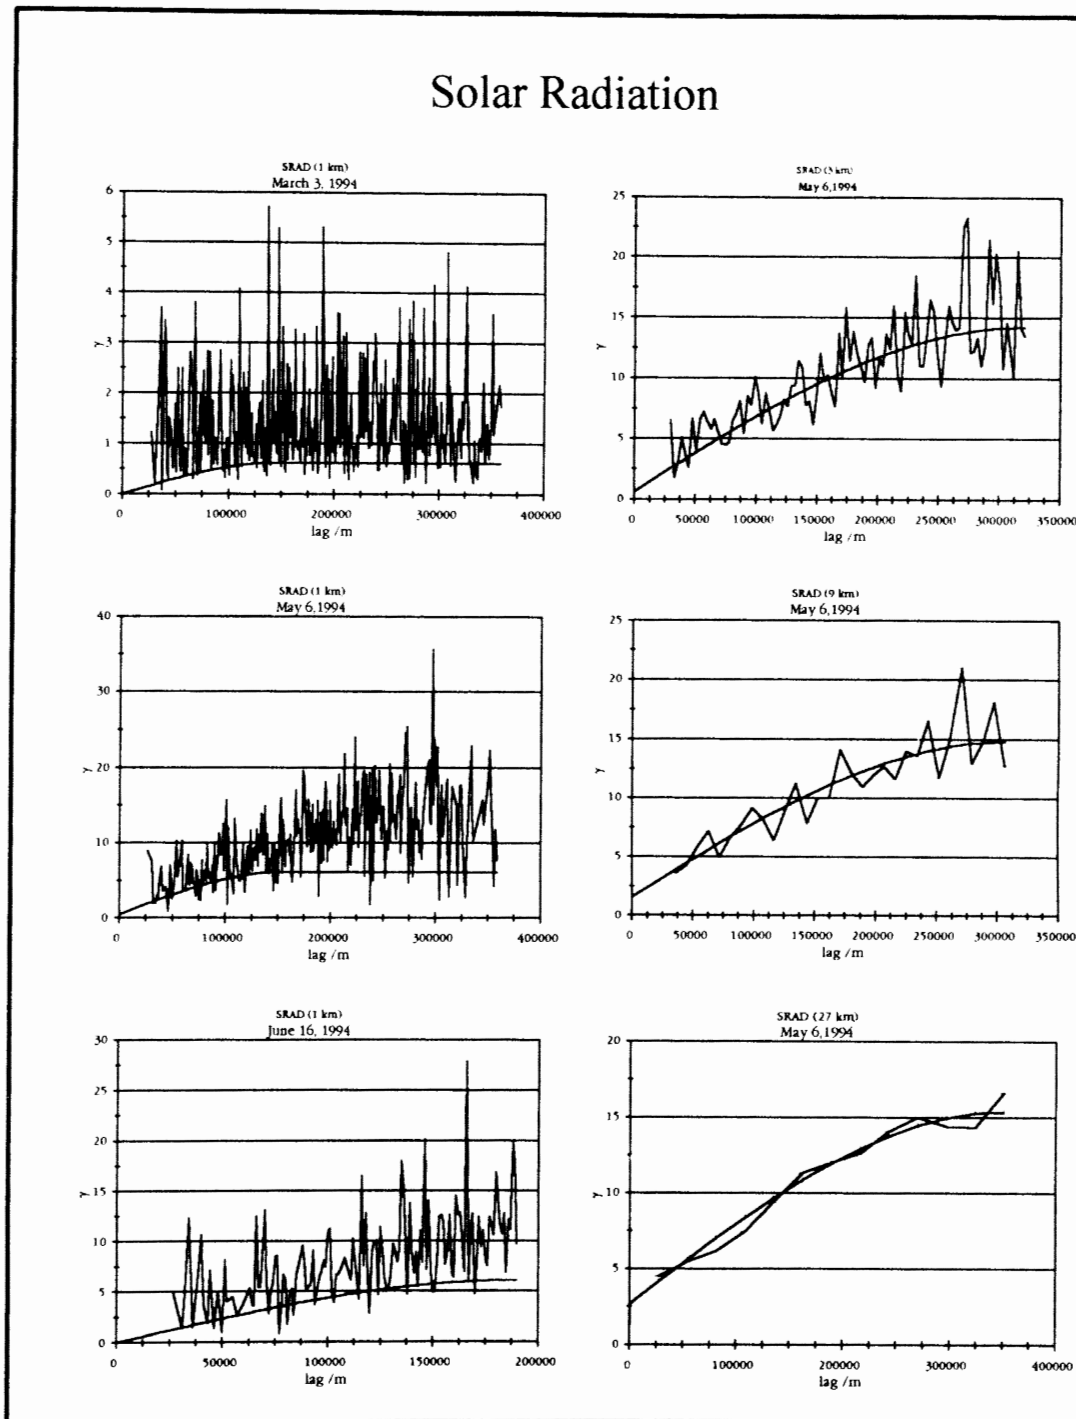 Solar Radiation
SRAD (1 km)
March 3, 1994
6
5
4
3
2
1
0
γ
0 100000 200000 300000 400000
lag /m
SRAD (3 km)
May 6,1994
25
20
15
10
5
0
γ
0 50000 100000 150000 200000 250000 300000 350000
lag /m
SRAD (1 km)
May 6,1994
40
30
20
10
0
γ
0 100000 200000 300000 400000
lag /m
SRAD (9 km)
May 6,1994
25
20
15
10
5
0
γ
0 50000 100000 150000 200000 250000 300000 350000
lag /m
SRAD (1 km)
June 16, 1994
30
25
20
15
10
5
0
γ
0 50000 100000 150000 200000
lag /m
SRAD (27 km)
May 6,1994
20
15
10
5
0
γ
0 100000 200000 300000 400000
lag /m